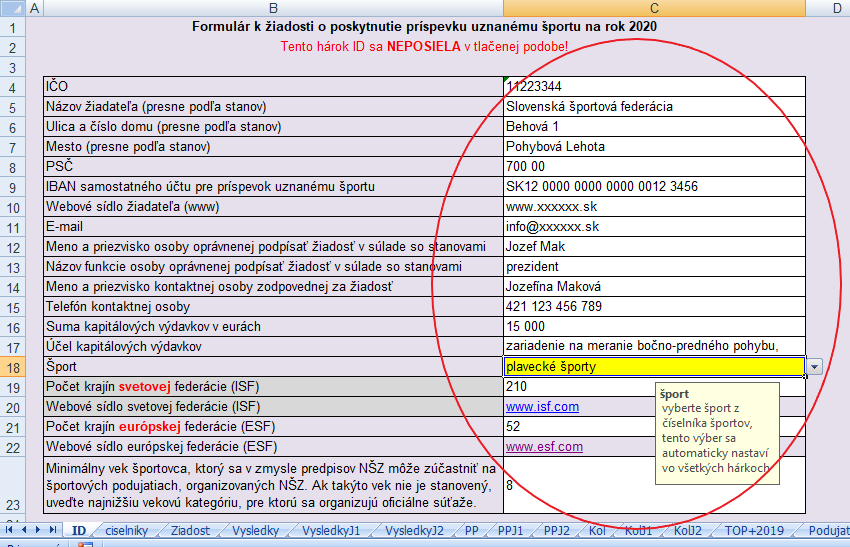 A B C D
1 Formulár k žiadosti o poskytnutie príspevku uznanému športu na rok 2020
2 Tento hárok ID sa NEPOSIELA v tlačenej podobe!
3
4 IČO 11223344
5 Názov žiadateľa (presne podľa stanov) Slovenská športová federácia
6 Ulica a číslo domu (presne podľa stanov) Behová 1
7 Mesto (presne podľa stanov) Pohybová Lehota
8 PSČ 700 00
9 IBAN samostatného účtu pre príspevok uznanému športu SK12 0000 0000 0000 0012 3456
10 Webové sídlo žiadateľa (www) www.xxxxxx.sk
11 E-mail info@xxxxxx.sk
12 Meno a priezvisko osoby oprávnenej podpísať žiadosť v súlade so stanovami Jozef Mak
13 Názov funkcie osoby oprávnenej podpísať žiadosť v súlade so stanovami prezident
14 Meno a priezvisko kontaktnej osoby zodpovednej za žiadosť Jozefína Maková
15 Telefón kontaktnej osoby 421 123 456 789
16 Suma kapitálových výdavkov v eurách 15 000
17 Účel kapitálových výdavkov zariadenie na meranie bočno-predného pohybu,
18 Šport plavecké športy
19 Počet krajín svetovej federácie (ISF) 210
20 Webové sídlo svetovej federácie (ISF) www.isf.com
21 Počet krajín európskej federácie (ESF) 52
22 Webové sídlo európskej federácie (ESF) www.esf.com
šport
vyberte šport z
číselníka športov,
tento výber sa
automaticky nastaví
vo všetkých hárkoch
Minimálny vek športovca, ktorý sa v zmysle predpisov NŠZ môže zúčastniť na
športových podujatiach, organizovaných NŠZ. Ak takýto vek nie je stanovený,
23 uveďte najnižšiu vekovú kategóriu, pre ktorú sa organizujú oficiálne súťaže. 8
ID ciselniky Ziadost Vysledky VysledkyJ1 VysledkyJ2 PP PPJ1 PPJ2 Kol KolJ1 KolJ2 TOP+2019 Podujat